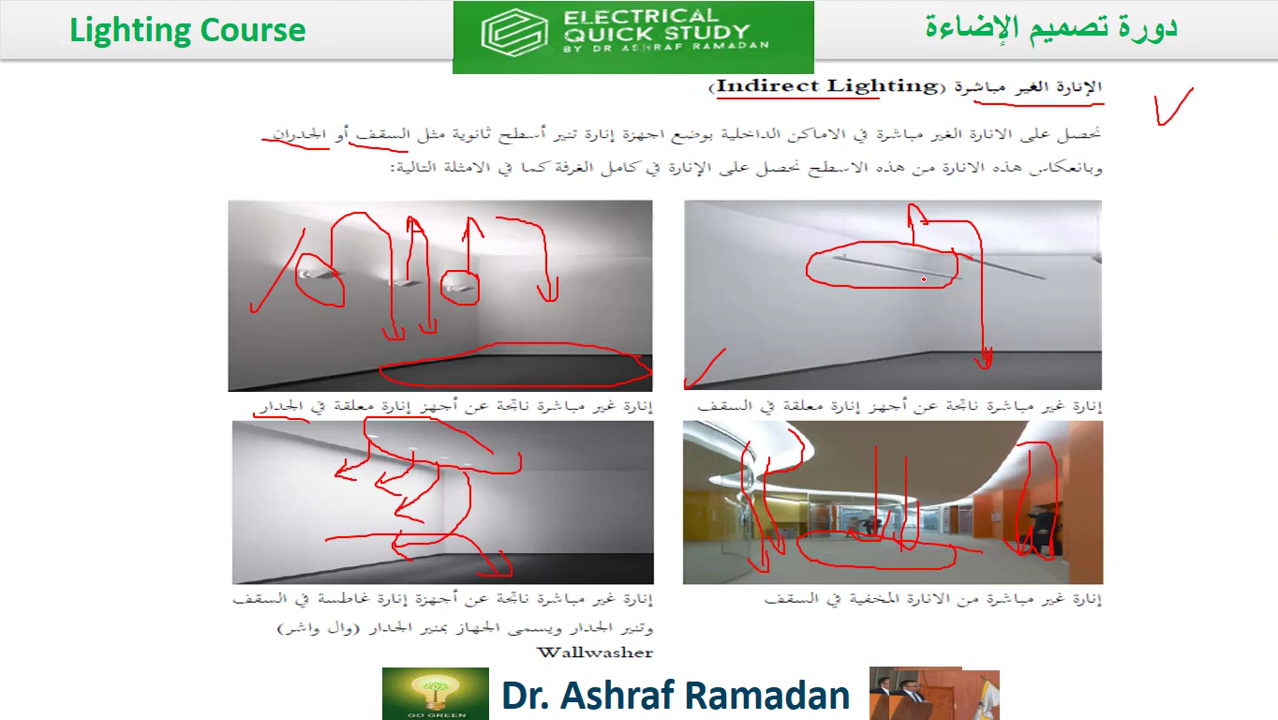 Lighting Course
ELECTRICAL
QUICK STUDY
BY DR ASHRAF RAMADAN
دورة تصميم الإضاءة
الإنارة الغير مباشرة (Indirect Lighting)
نحصل على الانارة الغير مباشرة في الاماكن الداخلية بوضع اجهزة إنارة تنير أسطح ثانوية مثل السقف أو الجدران
وبانعكاس هذه الانارة من هذه الاسطح نحصل على الإنارة في كامل الغرفة كما في الامثلة التالية:
إنارة غير مباشرة ناتجة عن أجهز إنارة معلقة في السقف
إنارة غير مباشرة ناتجة عن أجهز إنارة معلقة في الجدار
إنارة غير مباشرة من الانارة المخفية في السقف
إنارة غير مباشرة ناتجة عن أجهزة إنارة غاطسة في السقف
وتنير الجدار ويسمى الجهاز بمنير الجدار (وال واشر)
Wallwasher
GO GREEN
Dr. Ashraf Ramadan